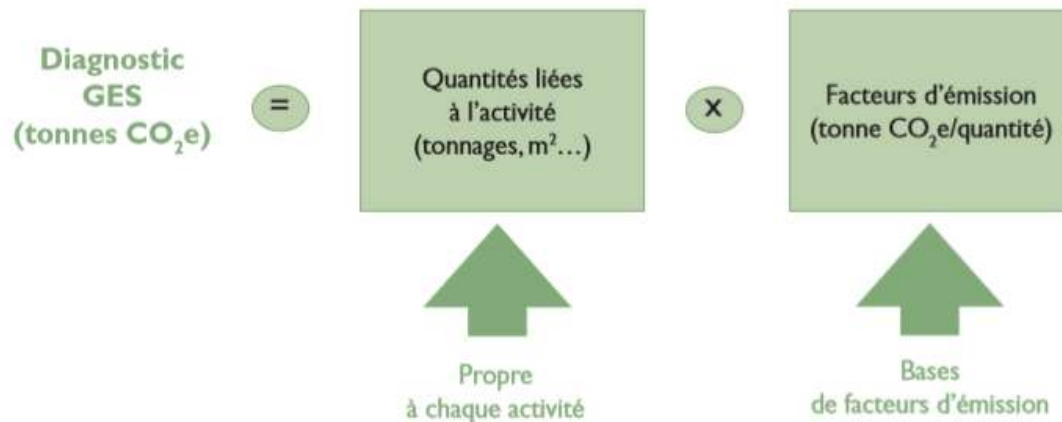 Diagnostic
GES
(tonnes CO₂e)
=
Quantités liées
à l'activité
(tonnages, m²...)
x
Facteurs d'émission
(tonne CO₂e/quantité)
Propre
à chaque activité
Bases
de facteurs d'émission